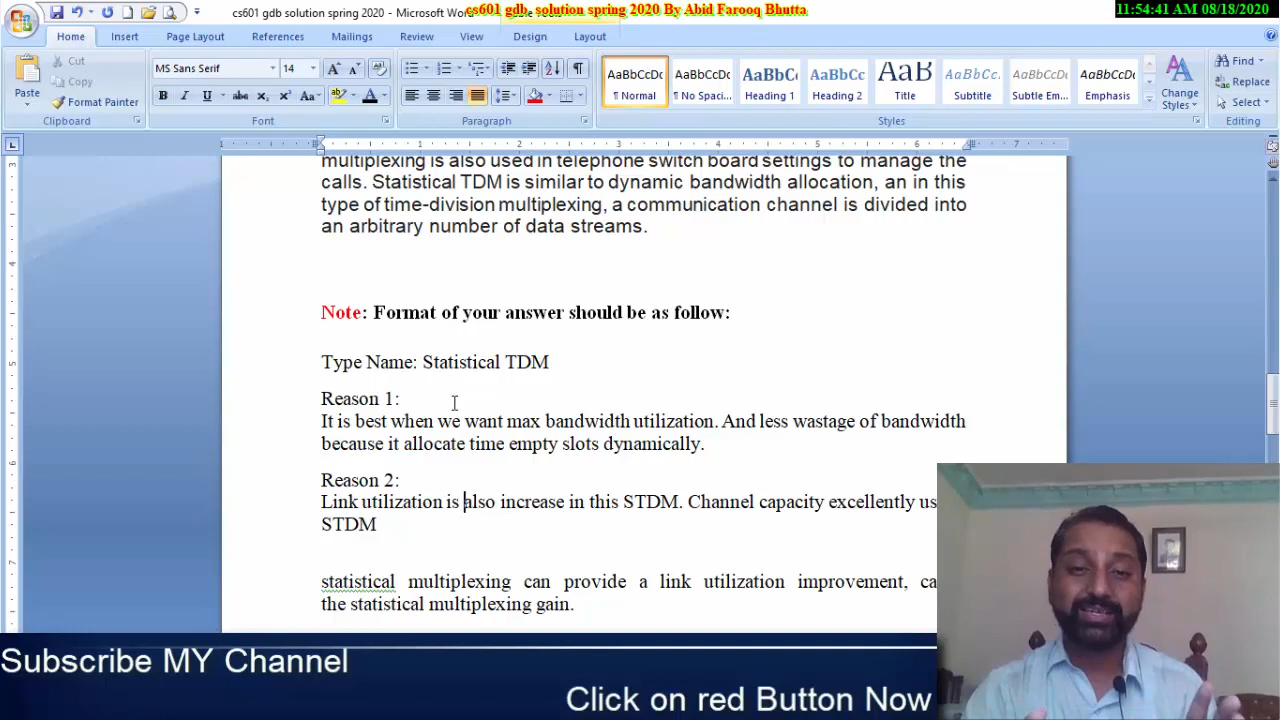 cs601 gdb solution spring 2020 - Microsoft Word
cs601 gdb, solution spring 2020 By Abid Farooq Bhutta
11:54:41 AM 08/18/2020
Home Insert Page Layout References Mailings Review View Design Layout
Paste
Cut
Copy
Format Painter
Clipboard
MS Sans Serif 14
Font
Paragraph
AaBbCcDc AaBbCcDc AaBbCc AaBbCc AaB AaBbCc. AaBbCcDc AaBbCcDc
¶ Normal ¶ No Spaci... Heading 1 Heading 2 Title Subtitle Subtle Em... Emphasis
Change Styles
Styles
Find
Replace
Select
Editing
multiplexing is also used in telephone switch board settings to manage the
calls. Statistical TDM is similar to dynamic bandwidth allocation, an in this
type of time-division multiplexing, a communication channel is divided into
an arbitrary number of data streams.
Note: Format of your answer should be as follow:
Type Name: Statistical TDM
Reason 1:
It is best when we want max bandwidth utilization. And less wastage of bandwidth
because it allocate time empty slots dynamically.
Reason 2:
Link utilization is also increase in this STDM. Channel capacity excellently us
STDM
statistical multiplexing can provide a link utilization improvement, ca
the statistical multiplexing gain.
Subscribe MY Channel
Click on red Button Now